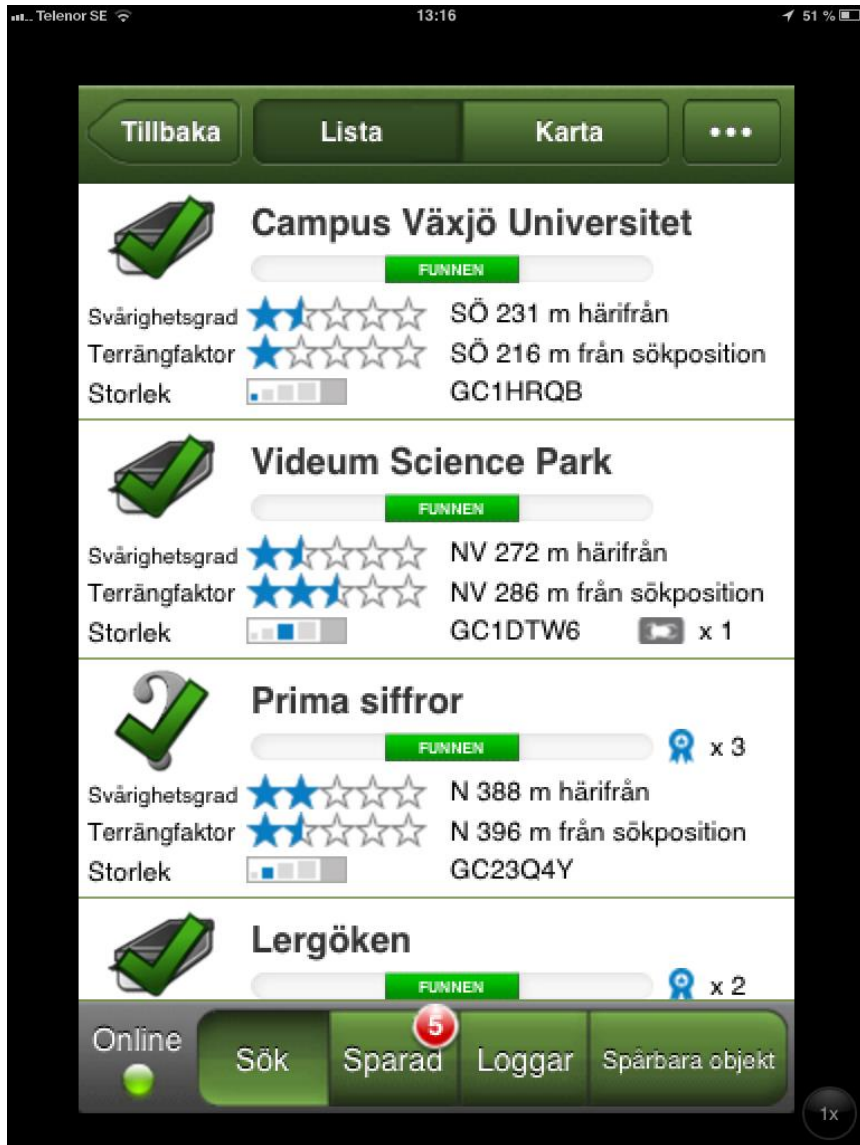 Telenor SE 13:16 51 %
Tillbaka Lista Karta
Campus Växjö Universitet
FUNNEN
Svårighetsgrad SÖ 231 m härifrån
Terrängfaktor SÖ 216 m från sökposition
Storlek GC1HRQB
Videum Science Park
FUNNEN
Svårighetsgrad NV 272 m härifrån
Terrängfaktor NV 286 m från sökposition
Storlek GC1DTW6 x 1
Prima siffror
FUNNEN x 3
Svårighetsgrad N 388 m härifrån
Terrängfaktor N 396 m från sökposition
Storlek GC23Q4Y
Lergöken
FUNNEN x 2
Online Sök Sparad 5 Loggar Spårbara objekt
1x